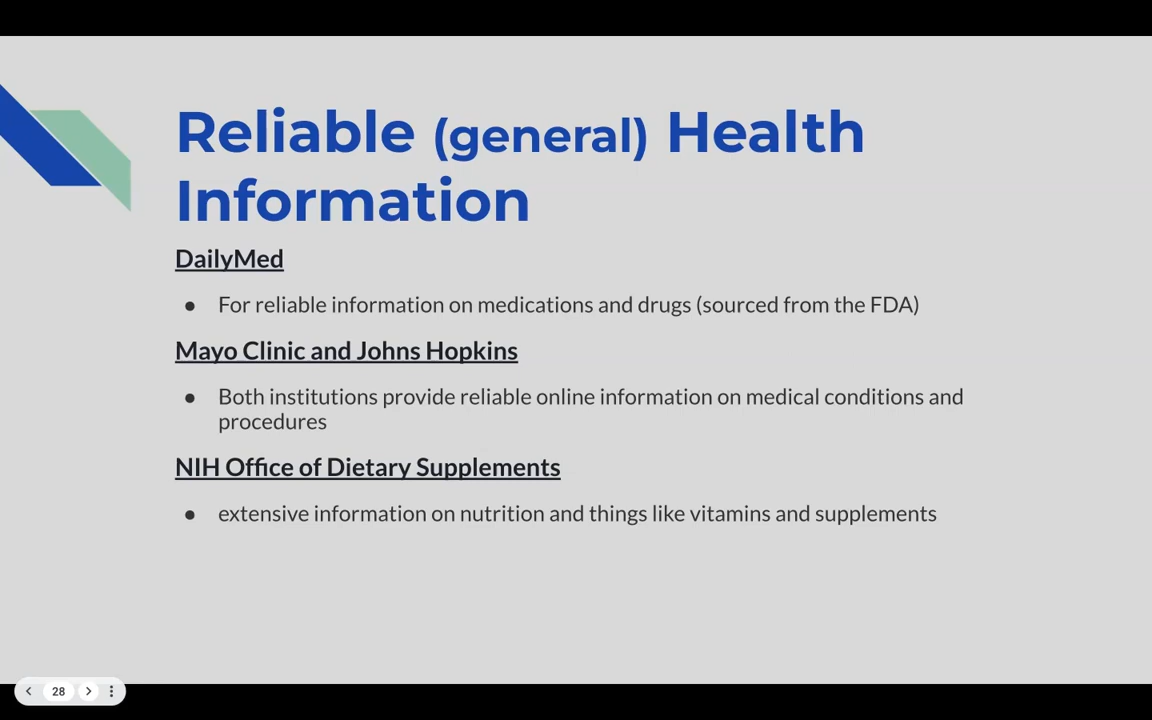 Reliable (general) Health
Information
DailyMed
● For reliable information on medications and drugs (sourced from the FDA)
Mayo Clinic and Johns Hopkins
● Both institutions provide reliable online information on medical conditions and
procedures
NIH Office of Dietary Supplements
● extensive information on nutrition and things like vitamins and supplements
28